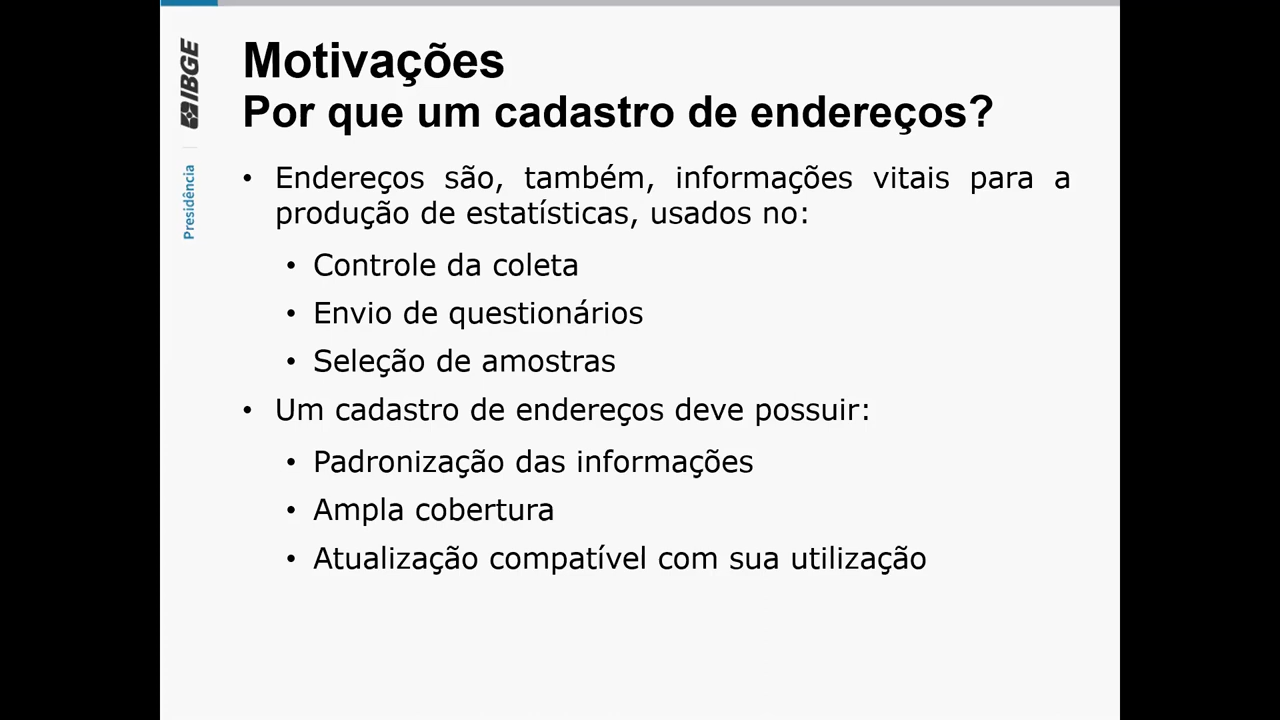 IBGE
Presidência
Motivações
Por que um cadastro de endereços?
• Endereços são, também, informações vitais para a
produção de estatísticas, usados no:
• Controle da coleta
• Envio de questionários
• Seleção de amostras
• Um cadastro de endereços deve possuir:
• Padronização das informações
• Ampla cobertura
• Atualização compatível com sua utilização